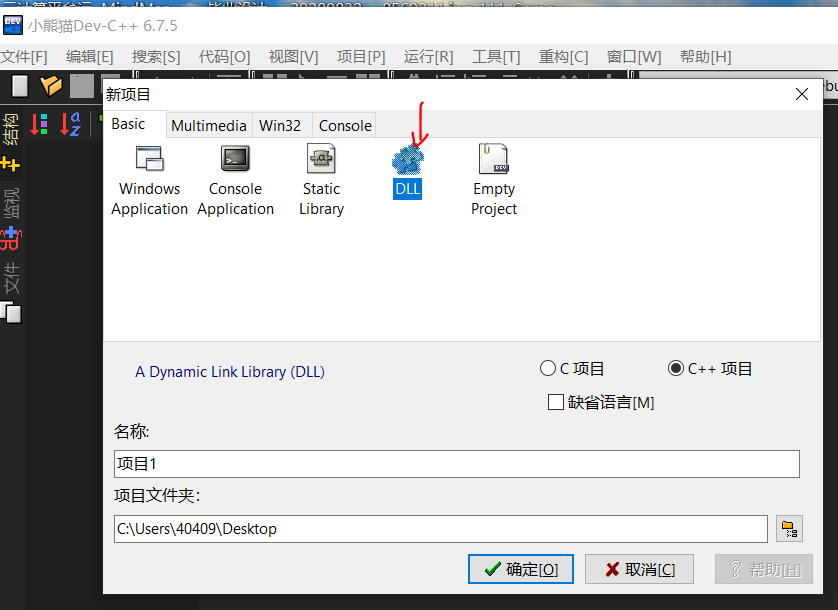 小熊猫Dev-C++ 6.7.5
文件[F] 编辑[E] 搜索[S] 代码[O] 视图[V] 项目[P] 运行[R] 工具[T] 重构[C] 窗口[W] 帮助[H]
新项目
Basic Multimedia Win32 Console
Windows Application
Console Application
Static Library
DLL
Empty Project
A Dynamic Link Library (DLL)
C 项目 C++ 项目
缺省语言[M]
名称:
项目1
项目文件夹:
C:\Users\40409\Desktop
确定[O] 取消[C] 帮助[H]
结构
监视
文件